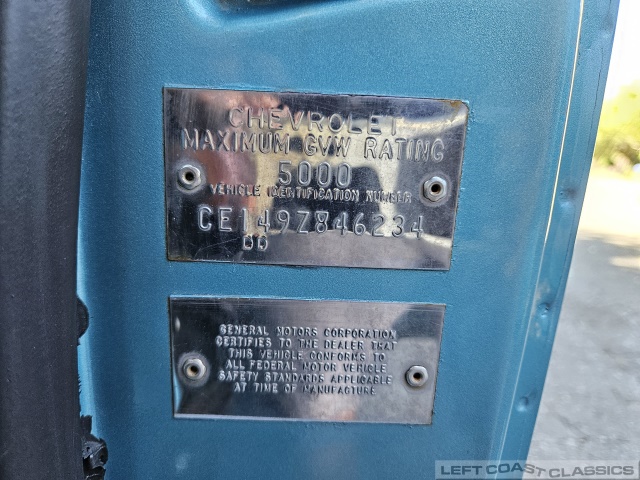 CHEVROLET
MAXIMUM GVW RATING
5000
VEHICLE IDENTIFICATION NUMBER
CE149Z846234
DD
GENERAL MOTORS CORPORATION
CERTIFIES TO THE DEALER THAT
THIS VEHICLE CONFORMS TO
ALL FEDERAL MOTOR VEHICLE
SAFETY STANDARDS APPLICABLE
AT TIME OF MANUFACTURE
LEFT COAST CLASSICS